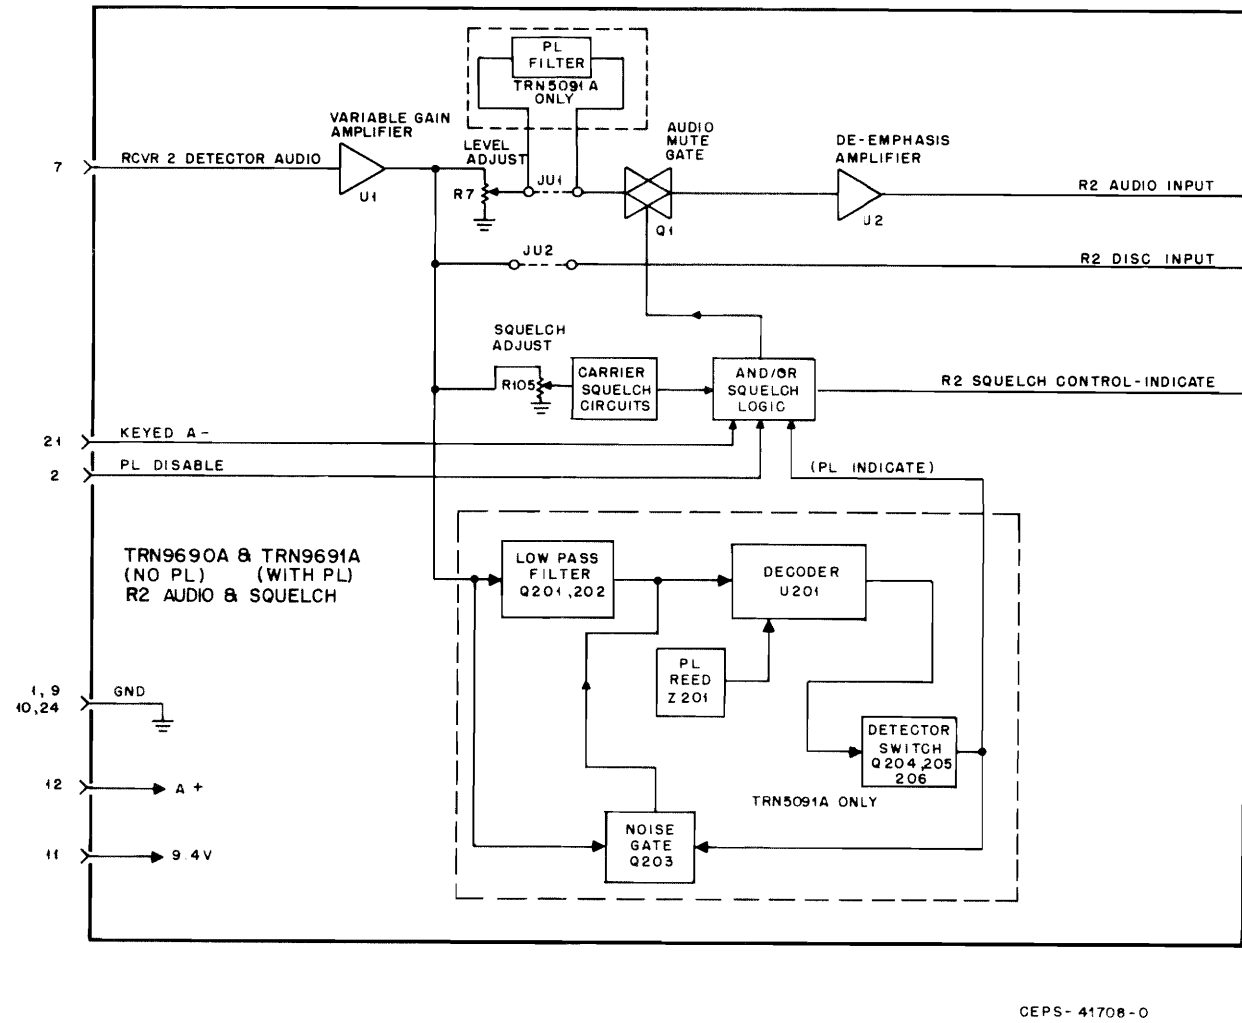 PL
FILTER
TRN5091A
ONLY
VARIABLE GAIN
AMPLIFIER
LEVEL
ADJUST
AUDIO
MUTE
GATE
DE-EMPHASIS
AMPLIFIER
7
RCVR 2 DETECTOR AUDIO
U1
R7
JU1
Q1
U2
R2 AUDIO INPUT
JU2
R2 DISC INPUT
SQUELCH
ADJUST
R105
CARRIER
SQUELCH
CIRCUITS
AND/OR
SQUELCH
LOGIC
R2 SQUELCH CONTROL-INDICATE
21
KEYED A-
2
PL DISABLE
(PL INDICATE)
TRN9690A & TRN9691A
(NO PL) (WITH PL)
R2 AUDIO & SQUELCH
LOW PASS
FILTER
Q201,202
DECODER
U201
PL
REED
Z201
1,9
10,24
GND
DETECTOR
SWITCH
Q204,205
206
12
A+
TRN5091A ONLY
11
9.4V
NOISE
GATE
Q203
CEPS-41708-O